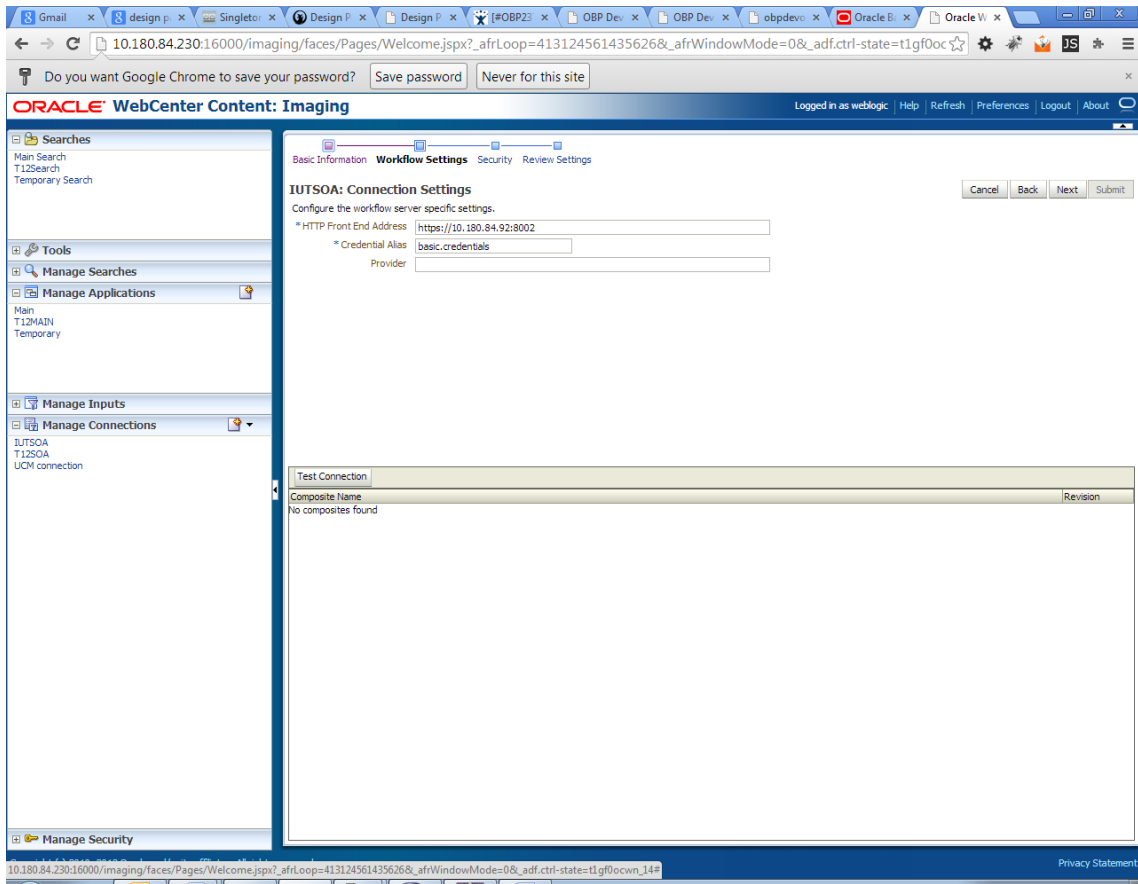 Gmail design p Singleto Design P Design P [#OBP23 OBP Dev OBP Dev obpdevo Oracle B Oracle W
10.180.84.230:16000/imaging/faces/Pages/Welcome.jspx?_afrLoop=413124561435626&_afrWindowMode=0&_adf.ctrl-state=t1gf0oc
Do you want Google Chrome to save your password? Save password Never for this site
ORACLE WebCenter Content: Imaging Logged in as weblogic Help Refresh Preferences Logout About
Searches
Main Search
T12Search
Temporary Search
Tools
Manage Searches
Manage Applications
Main
T12MAIN
Temporary
Manage Inputs
Manage Connections
IUTSOA
T12SOA
UCM connection
Manage Security
Basic Information Workflow Settings Security Review Settings
IUTSOA: Connection Settings Cancel Back Next Submit
Configure the workflow server specific settings.
* HTTP Front End Address https://10.180.84.92:8002
* Credential Alias basic.credentials
Provider
Test Connection
Composite Name Revision
No composites found
Privacy Statement
10.180.84.230:16000/imaging/faces/Pages/Welcome.jspx?_afrLoop=413124561435626&_afrWindowMode=0&_adf.ctrl-state=t1gf0ocwn_14#